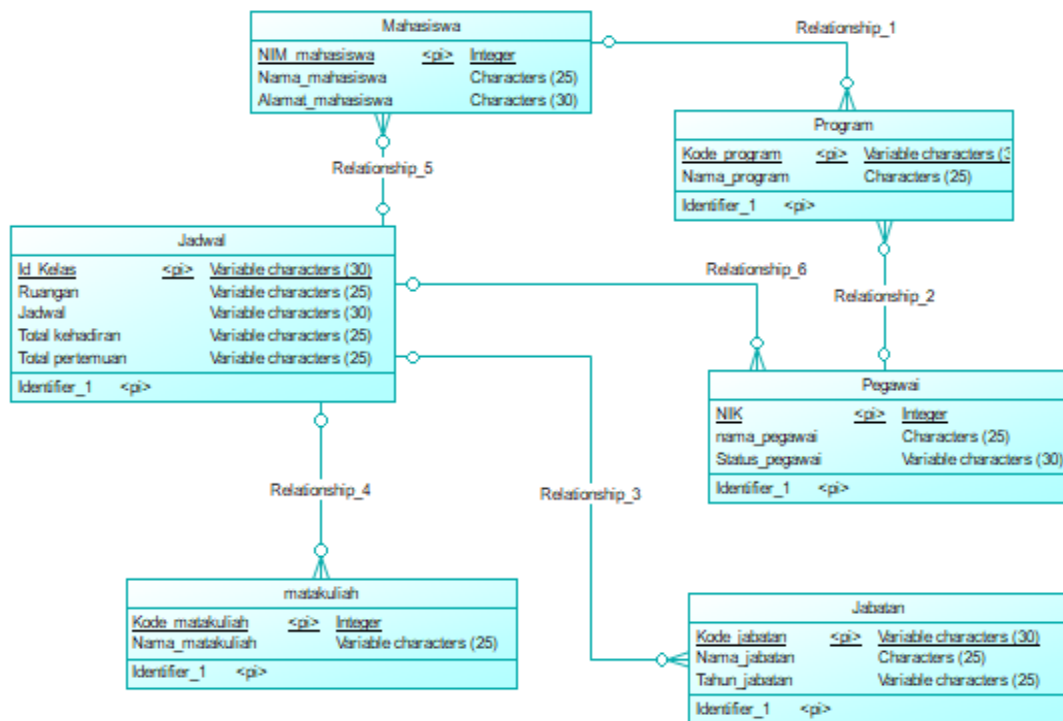 Mahasiswa
NIM_mahasiswa <pi> Integer
Nama_mahasiswa Characters (25)
Alamat_mahasiswa Characters (30)
Relationship_1
Program
Kode_program <pi> Variable characters (3
Nama_program Characters (25)
Identifier_1 <pi>
Relationship_5
Jadwal
Id_Kelas <pi> Variable characters (30)
Ruangan Variable characters (25)
Jadwal Variable characters (30)
Total kehadiran Variable characters (25)
Total pertemuan Variable characters (25)
Identifier_1 <pi>
Relationship_6
Relationship_2
Pegawai
NIK <pi> Integer
nama_pegawai Characters (25)
Status_pegawai Variable characters (30)
Identifier_1 <pi>
Relationship_4
Relationship_3
matakuliah
Kode_matakuliah <pi> Integer
Nama_matakuliah Variable characters (25)
Identifier_1 <pi>
Jabatan
Kode_jabatan <pi> Variable characters (30)
Nama_jabatan Characters (25)
Tahun_jabatan Variable characters (25)
Identifier_1 <pi>